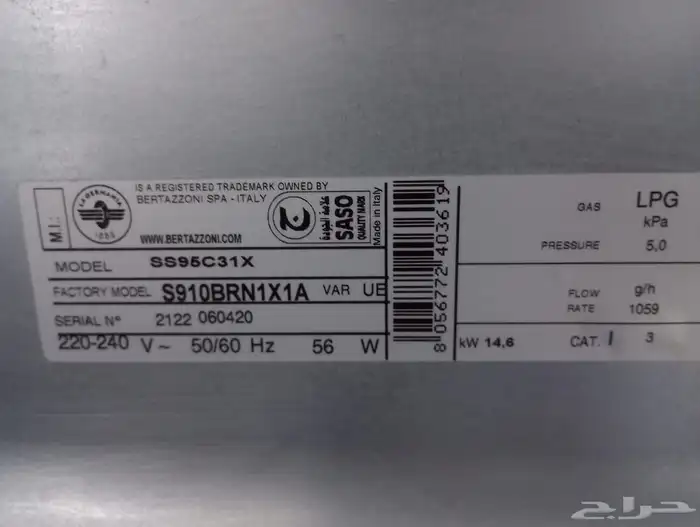 M.I.:
LA GERMANIA
1885
IS A REGISTERED TRADEMARK OWNED BY
BERTAZZONI SPA - ITALY
WWW.BERTAZZONI.COM
علامة الجودة
SASO
QUALITY MARK
Made in Italy
MODEL SS95C31X
FACTORY MODEL S910BRN1X1A VAR UE
SERIAL N° 2122 060420
220-240 V~ 50/60 Hz 56 W
8 056772 403619
GAS LPG
kPa
PRESSURE 5,0
FLOW RATE g/h 1059
kW 14,6 CAT. I 3
حراج